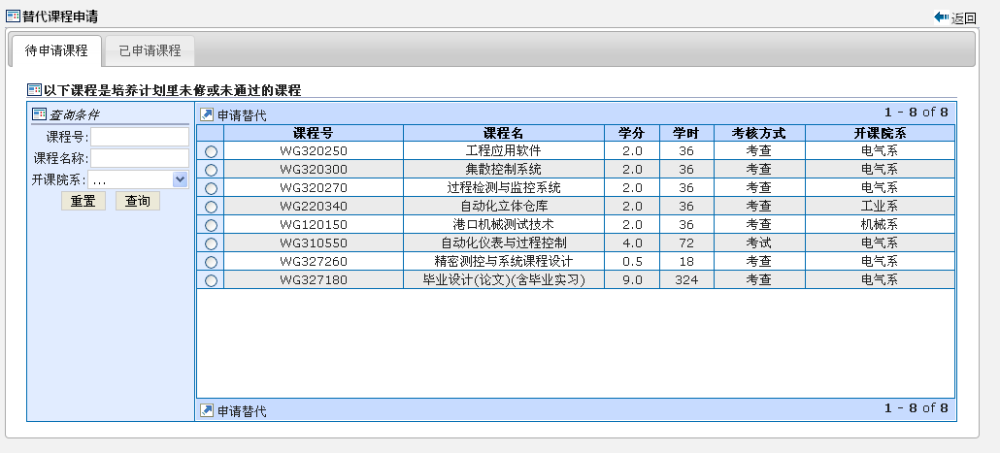 替代课程申请 返回
待申请课程 已申请课程
以下课程是培养计划里未修或未通过的课程
查询条件
课程号:
课程名称:
开课院系: ...
重置 查询
申请替代 1 - 8 of 8
课程号 课程名 学分 学时 考核方式 开课院系
WG320250 工程应用软件 2.0 36 考查 电气系
WG320300 集散控制系统 2.0 36 考查 电气系
WG320270 过程检测与监控系统 2.0 36 考查 电气系
WG220340 自动化立体仓库 2.0 36 考查 工业系
WG120150 港口机械测试技术 2.0 36 考查 机械系
WG310550 自动化仪表与过程控制 4.0 72 考试 电气系
WG327260 精密测控与系统课程设计 0.5 18 考查 电气系
WG327180 毕业设计(论文)(含毕业实习) 9.0 324 考查 电气系
申请替代 1 - 8 of 8